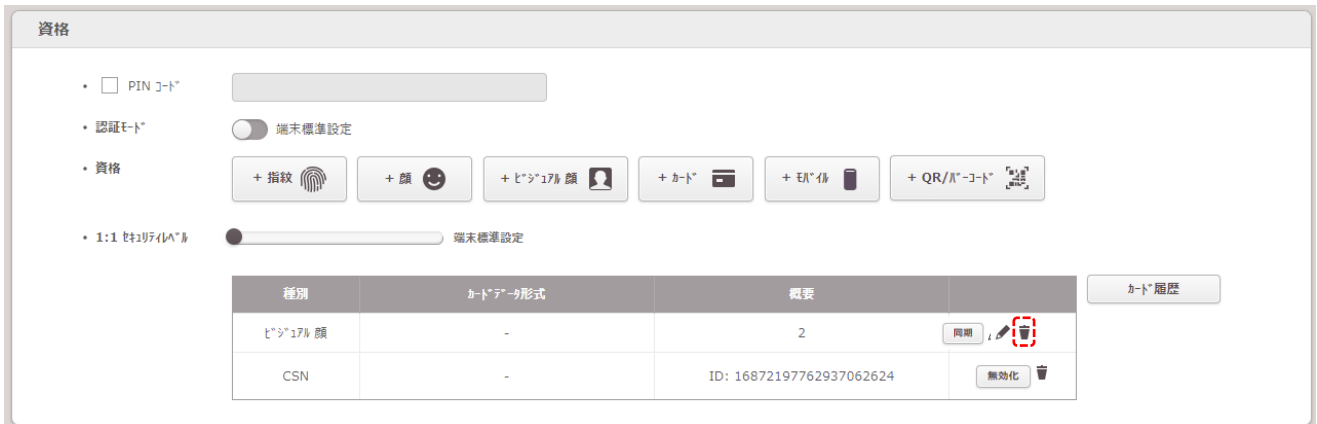 資格
• PIN ｺｰﾄﾞ
• 認証ﾓｰﾄﾞ 端末標準設定
• 資格 + 指紋 + 顔 + ﾋﾞｼﾞｭｱﾙ 顔 + ｶｰﾄﾞ + ﾓﾊﾞｲﾙ + QR/ﾊﾞｰｺｰﾄﾞ
• 1:1 ｾｷｭﾘﾃｨﾚﾍﾞﾙ 端末標準設定
種別 ｶｰﾄﾞﾃﾞｰﾀ形式 概要 ｶｰﾄﾞ履歴
ﾋﾞｼﾞｭｱﾙ 顔 - 2 同期
CSN - ID: 16872197762937062624 無効化